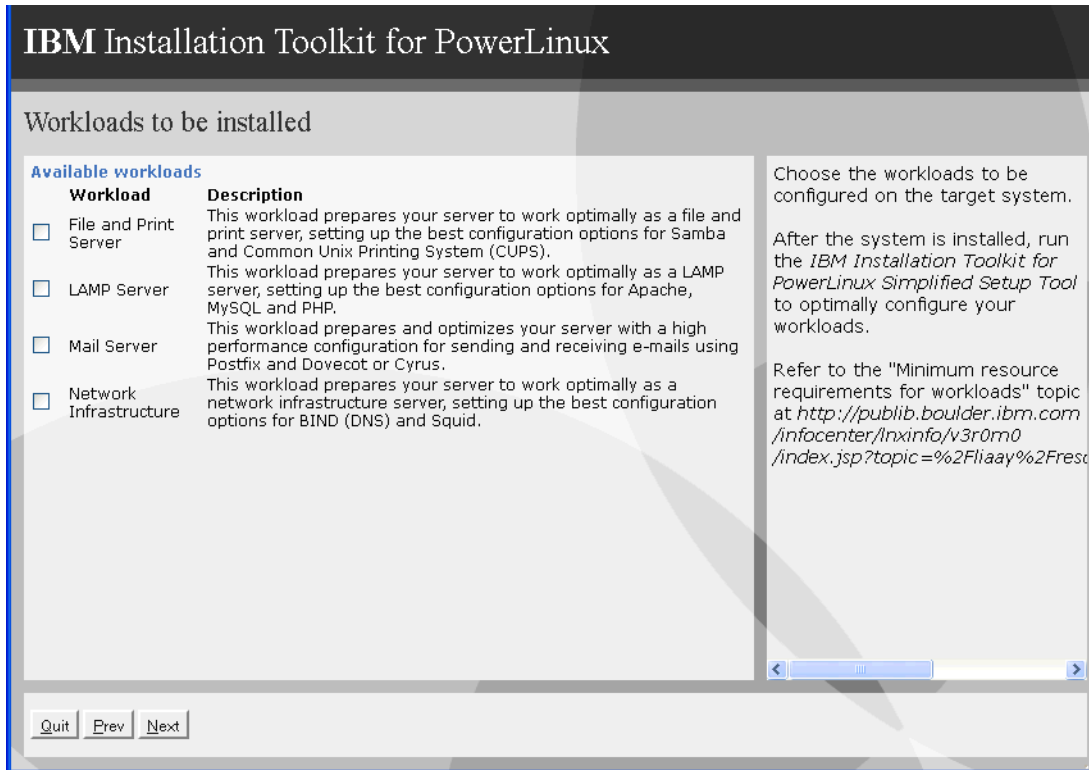 IBM Installation Toolkit for PowerLinux
Workloads to be installed
Available workloads
Workload Description
File and Print Server
This workload prepares your server to work optimally as a file and
print server, setting up the best configuration options for Samba
and Common Unix Printing System (CUPS).
LAMP Server
This workload prepares your server to work optimally as a LAMP
server, setting up the best configuration options for Apache,
MySQL and PHP.
Mail Server
This workload prepares and optimizes your server with a high
performance configuration for sending and receiving e-mails using
Postfix and Dovecot or Cyrus.
Network
Infrastructure
This workload prepares your server to work optimally as a
network infrastructure server, setting up the best configuration
options for BIND (DNS) and Squid.
Choose the workloads to be
configured on the target system.
After the system is installed, run
the IBM Installation Toolkit for
PowerLinux Simplified Setup Tool
to optimally configure your
workloads.
Refer to the "Minimum resource
requirements for workloads" topic
at http://publib.boulder.ibm.com
/infocenter/lnxinfo/v3r0m0
/index.jsp?topic=%2Fliaay%2Freso
Quit Prev Next